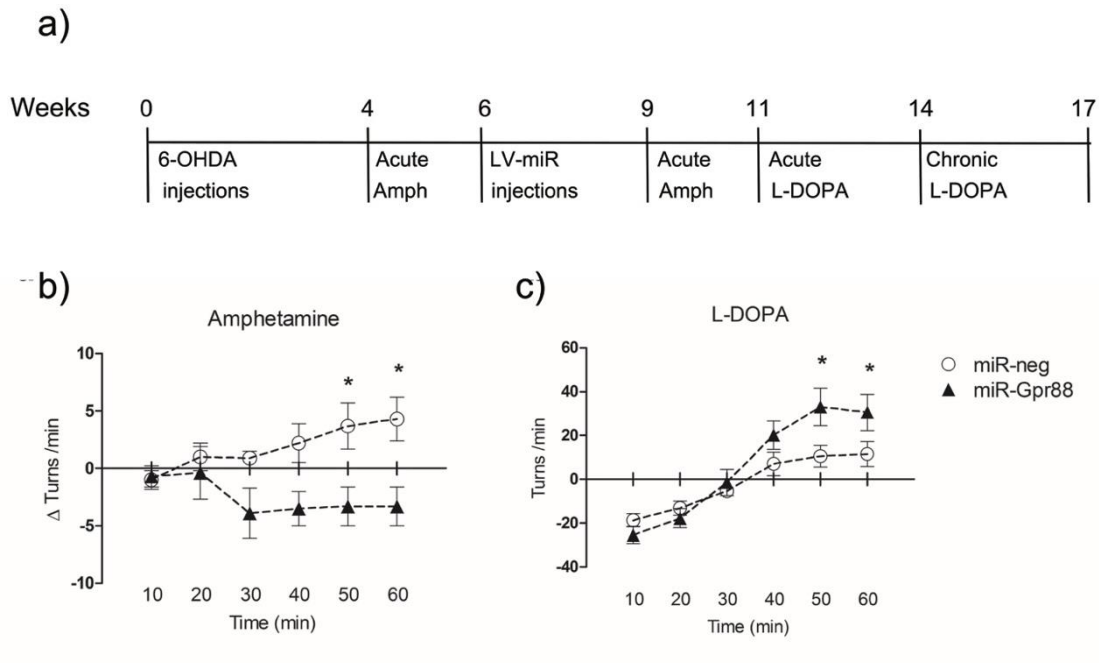 a)
Weeks 0 4 6 9 11 14 17
6-OHDA Acute LV-miR Acute Acute Chronic
injections Amph injections Amph L-DOPA L-DOPA
b)
Amphetamine
10
5
0
-5
-10
Δ Turns /min
10 20 30 40 50 60
Time (min)
* *
c)
L-DOPA
60
40
20
0
-20
-40
Turns /min
10 20 30 40 50 60
Time (min)
* *
miR-neg
miR-Gpr88